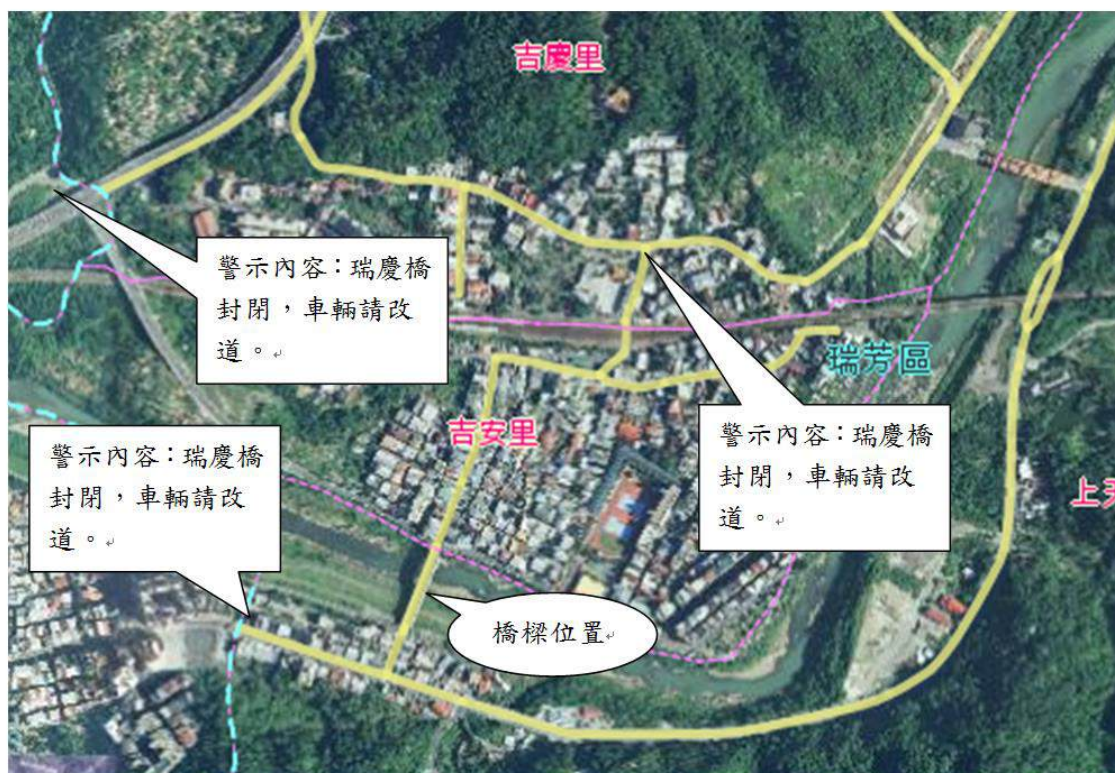 吉慶里
警示內容：瑞慶橋
封閉，車輛請改
道。
瑞芳區
吉安里
警示內容：瑞慶橋
封閉，車輛請改
道。
警示內容：瑞慶橋
封閉，車輛請改
道。
上天
橋樑位置